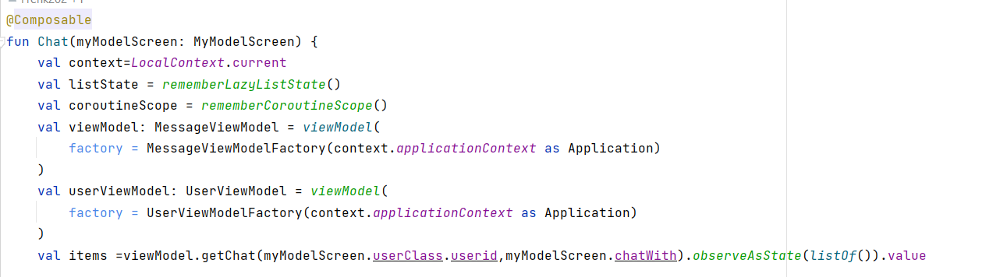 @Composable
fun Chat(myModelScreen: MyModelScreen) {
    val context=LocalContext.current
    val listState = rememberLazyListState()
    val coroutineScope = rememberCoroutineScope()
    val viewModel: MessageViewModel = viewModel(
        factory = MessageViewModelFactory(context.applicationContext as Application)
    )
    val userViewModel: UserViewModel = viewModel(
        factory = UserViewModelFactory(context.applicationContext as Application)
    )
    val items =viewModel.getChat(myModelScreen.userClass.userid,myModelScreen.chatWith).observeAsState(listOf()).value